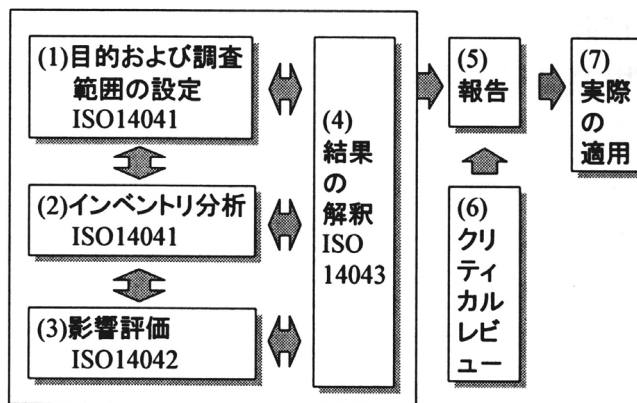 (1)目的および調査
範囲の設定
ISO14041
(2)インベントリ分析
ISO14041
(3)影響評価
ISO14042
(4)
結果
の
解釈
ISO
14043
(5)
報告
(6)
クリ
ティ
カル
レビ
ュー
(7)
実際
の
適用